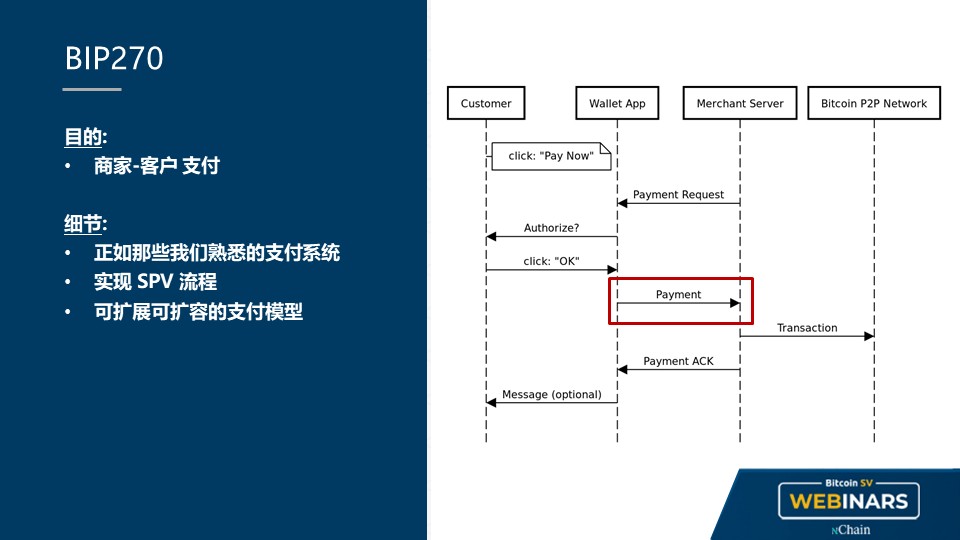 BIP270
目的:
• 商家-客户 支付
细节:
• 正如那些我们熟悉的支付系统
• 实现 SPV 流程
• 可扩展可扩容的支付模型
Customer
Wallet App
Merchant Server
Bitcoin P2P Network
click: "Pay Now"
Payment Request
Authorize?
click: "OK"
Payment
Transaction
Payment ACK
Message (optional)
Bitcoin SV
WEBINARS
nChain